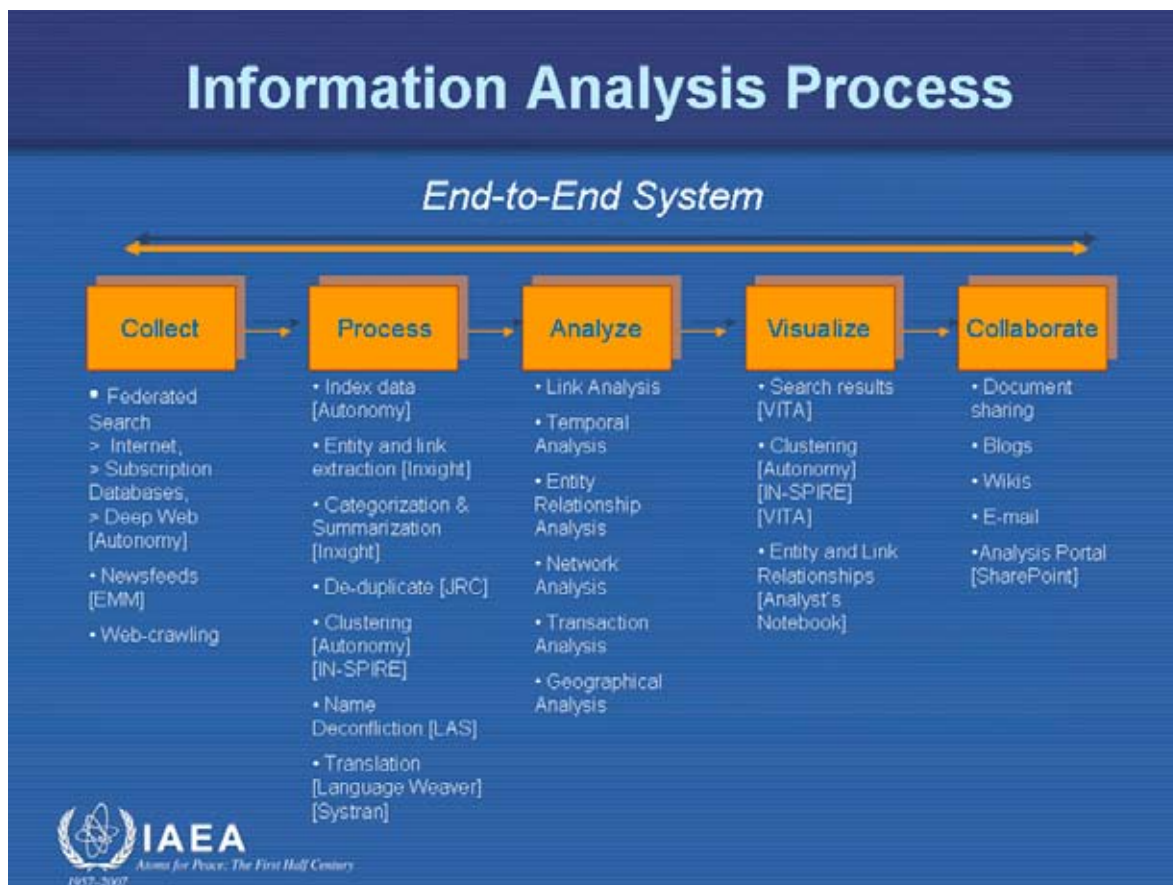 Information Analysis Process
End-to-End System
Collect
• Federated
Search
> Internet,
> Subscription
Databases,
> Deep Web
[Autonomy]
• Newsfeeds
[EMM]
• Web-crawling
Process
• Index data
[Autonomy]
• Entity and link
extraction [Inxight]
• Categorization &
Summarization
[Inxight]
• De-duplicate [JRC]
• Clustering
[Autonomy]
[IN-SPIRE]
• Name
Deconfliction [LAS]
• Translation
[Language Weaver]
[Systran]
Analyze
• Link Analysis
• Temporal
Analysis
• Entity
Relationship
Analysis
• Network
Analysis
• Transaction
Analysis
• Geographical
Analysis
Visualize
• Search results
[VITA]
• Clustering
[Autonomy]
[IN-SPIRE]
[VITA]
• Entity and Link
Relationships
[Analyst's
Notebook]
Collaborate
• Document
sharing
• Blogs
• Wikis
• E-mail
•Analysis Portal
[SharePoint]
IAEA
Atoms for Peace: The First Half Century
1957-2007